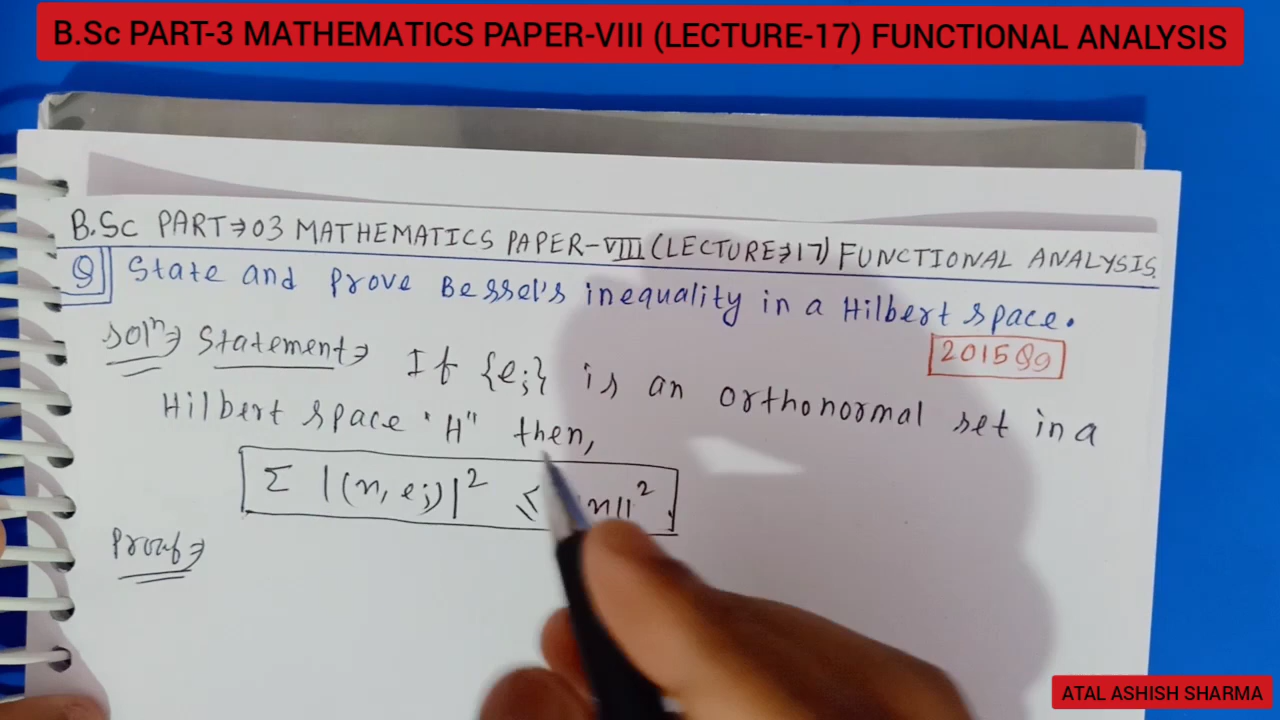 B.Sc PART-3 MATHEMATICS PAPER-VIII (LECTURE-17) FUNCTIONAL ANALYSIS
B.Sc PART→03 MATHEMATICS PAPER-VIII (LECTURE→17) FUNCTIONAL ANALYSIS
Q State and Prove Bessel's inequality in a Hilbert space.
2015 Q9
Solⁿ→ Statement→ If {ei} is an orthonormal set in a
Hilbert space "H" then,
Σ |(x, ei)|² ≤ ||x||²
Proof→
ATAL ASHISH SHARMA